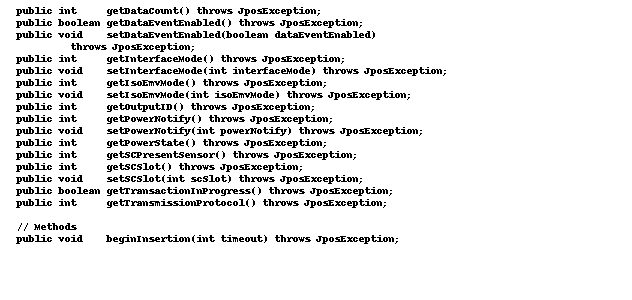 public int     getDataCount() throws JposException;
public boolean getDataEventEnabled() throws JposException;
public void    setDataEventEnabled(boolean dataEventEnabled)
         throws JposException;
public int     getInterfaceMode() throws JposException;
public void    setInterfaceMode(int interfaceMode) throws JposException;
public int     getIsoEmvMode() throws JposException;
public void    setIsoEmvMode(int isoEmvMode) throws JposException;
public int     getOutputID() throws JposException;
public int     getPowerNotify() throws JposException;
public void    setPowerNotify(int powerNotify) throws JposException;
public int     getPowerState() throws JposException;
public int     getSCPresentSensor() throws JposException;
public int     getSCSlot() throws JposException;
public void    setSCSlot(int scSlot) throws JposException;
public boolean getTransactionInProgress() throws JposException;
public int     getTransmissionProtocol() throws JposException;

// Methods
public void    beginInsertion(int timeout) throws JposException;